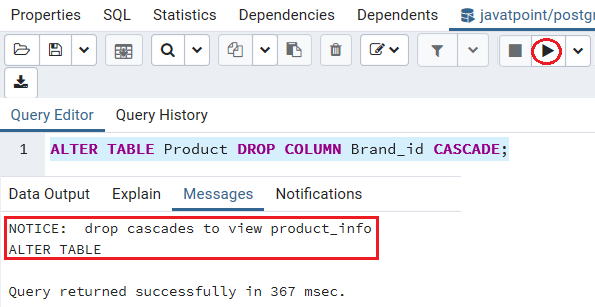 Properties SQL Statistics Dependencies Dependents javatpoint/postgr
Query Editor Query History
1 ALTER TABLE Product DROP COLUMN Brand_id CASCADE;
Data Output Explain Messages Notifications
NOTICE: drop cascades to view product_info
ALTER TABLE
Query returned successfully in 367 msec.